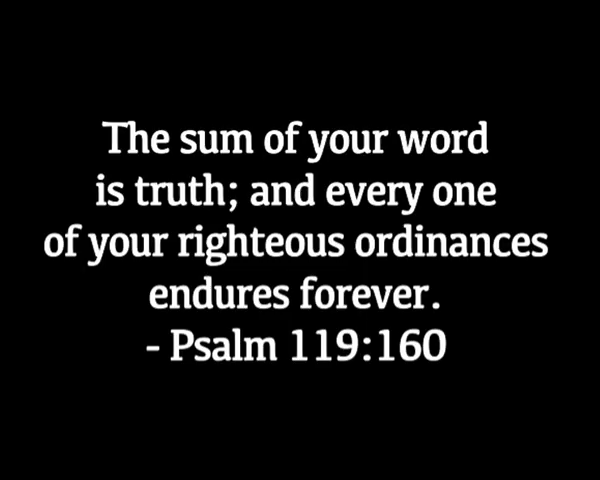 The sum of your word
is truth; and every one
of your righteous ordinances
endures forever.
- Psalm 119:160